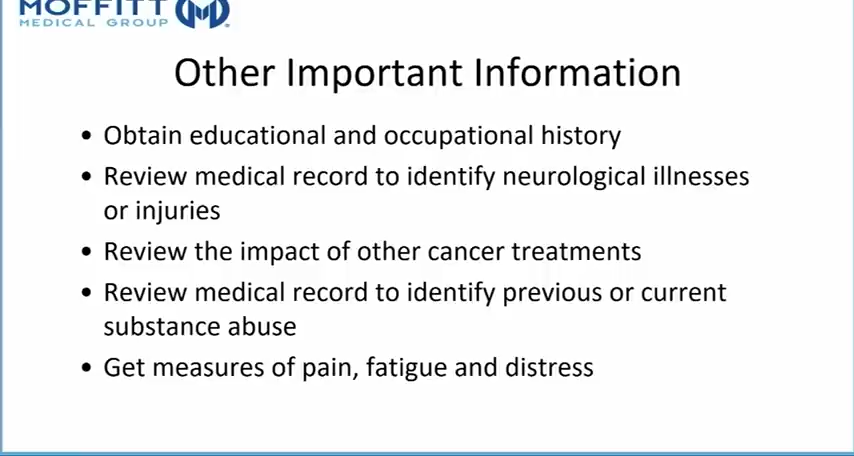 MOFFITT
MEDICAL GROUP
Other Important Information
• Obtain educational and occupational history
• Review medical record to identify neurological illnesses
or injuries
• Review the impact of other cancer treatments
• Review medical record to identify previous or current
substance abuse
• Get measures of pain, fatigue and distress